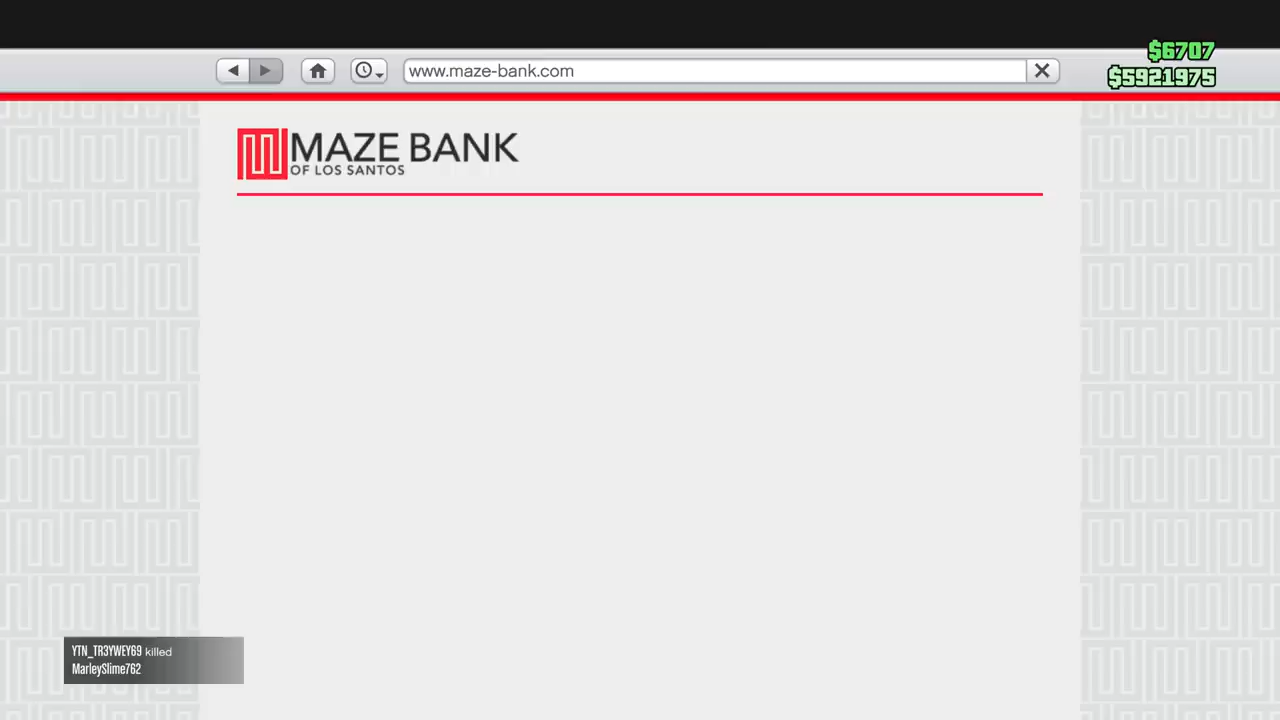 $6707
www.maze-bank.com
$5921975
MAZE BANK
OF LOS SANTOS
YTN_TR3YWEY69 killed
MarleySlime762